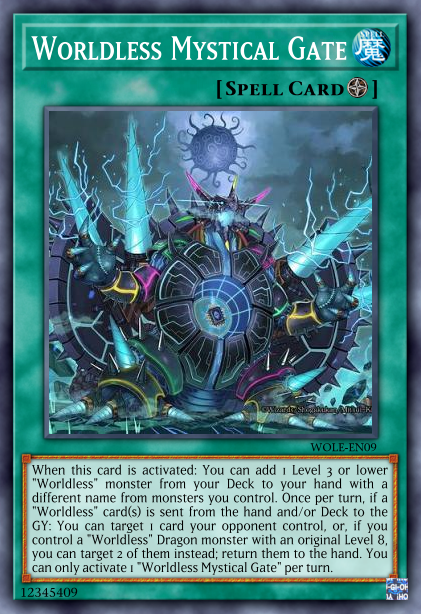 WORLDLESS MYSTICAL GATE 魔
[SPELL CARD]
©Wizards/Shogakukan/Mitsui-K
WOLE-EN09
When this card is activated: You can add 1 Level 3 or lower
"Worldless" monster from your Deck to your hand with a
different name from monsters you control. Once per turn, if a
"Worldless" card(s) is sent from the hand and/or Deck to the
GY: You can target 1 card your opponent control, or, if you
control a "Worldless" Dragon monster with an original Level 8,
you can target 2 of them instead; return them to the hand. You
can only activate 1 "Worldless Mystical Gate" per turn.
12345409